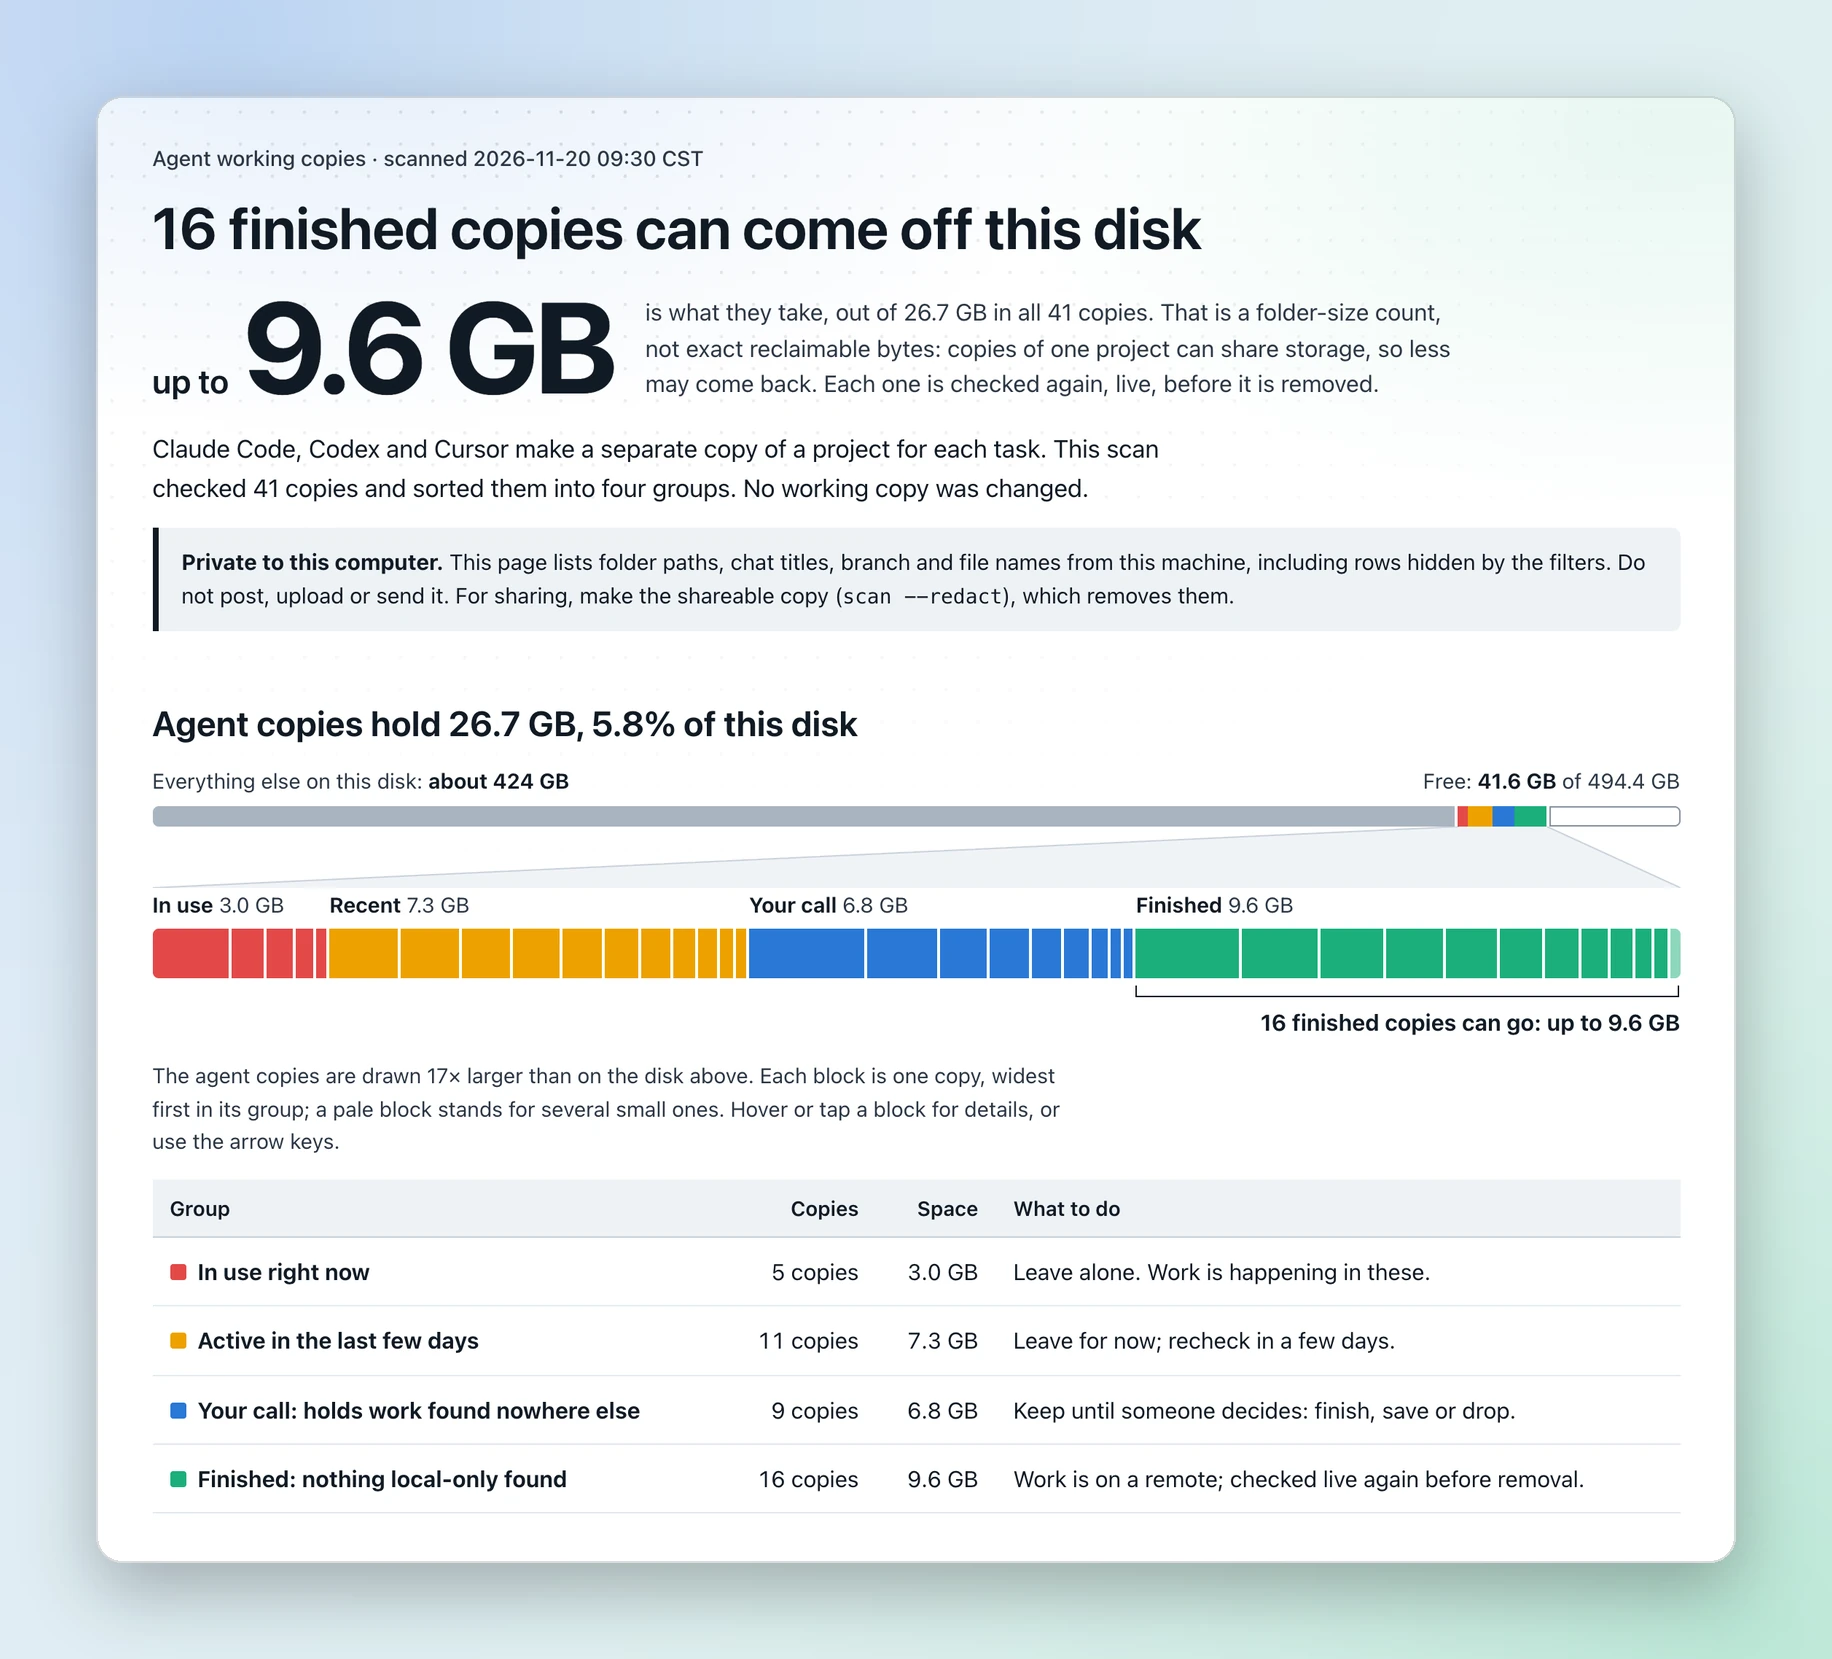 Agent working copies · scanned 2026-11-20 09:30 CST
16 finished copies can come off this disk
up to 9.6 GB
is what they take, out of 26.7 GB in all 41 copies. That is a folder-size count,
not exact reclaimable bytes: copies of one project can share storage, so less
may come back. Each one is checked again, live, before it is removed.
Claude Code, Codex and Cursor make a separate copy of a project for each task. This scan
checked 41 copies and sorted them into four groups. No working copy was changed.
Private to this computer. This page lists folder paths, chat titles, branch and file names from this machine, including rows hidden by the filters. Do
not post, upload or send it. For sharing, make the shareable copy (scan --redact), which removes them.
Agent copies hold 26.7 GB, 5.8% of this disk
Everything else on this disk: about 424 GB
Free: 41.6 GB of 494.4 GB
In use 3.0 GB
Recent 7.3 GB
Your call 6.8 GB
Finished 9.6 GB
16 finished copies can go: up to 9.6 GB
The agent copies are drawn 17× larger than on the disk above. Each block is one copy, widest
first in its group; a pale block stands for several small ones. Hover or tap a block for details, or
use the arrow keys.
Group Copies Space What to do
In use right now 5 copies 3.0 GB Leave alone. Work is happening in these.
Active in the last few days 11 copies 7.3 GB Leave for now; recheck in a few days.
Your call: holds work found nowhere else 9 copies 6.8 GB Keep until someone decides: finish, save or drop.
Finished: nothing local-only found 16 copies 9.6 GB Work is on a remote; checked live again before removal.